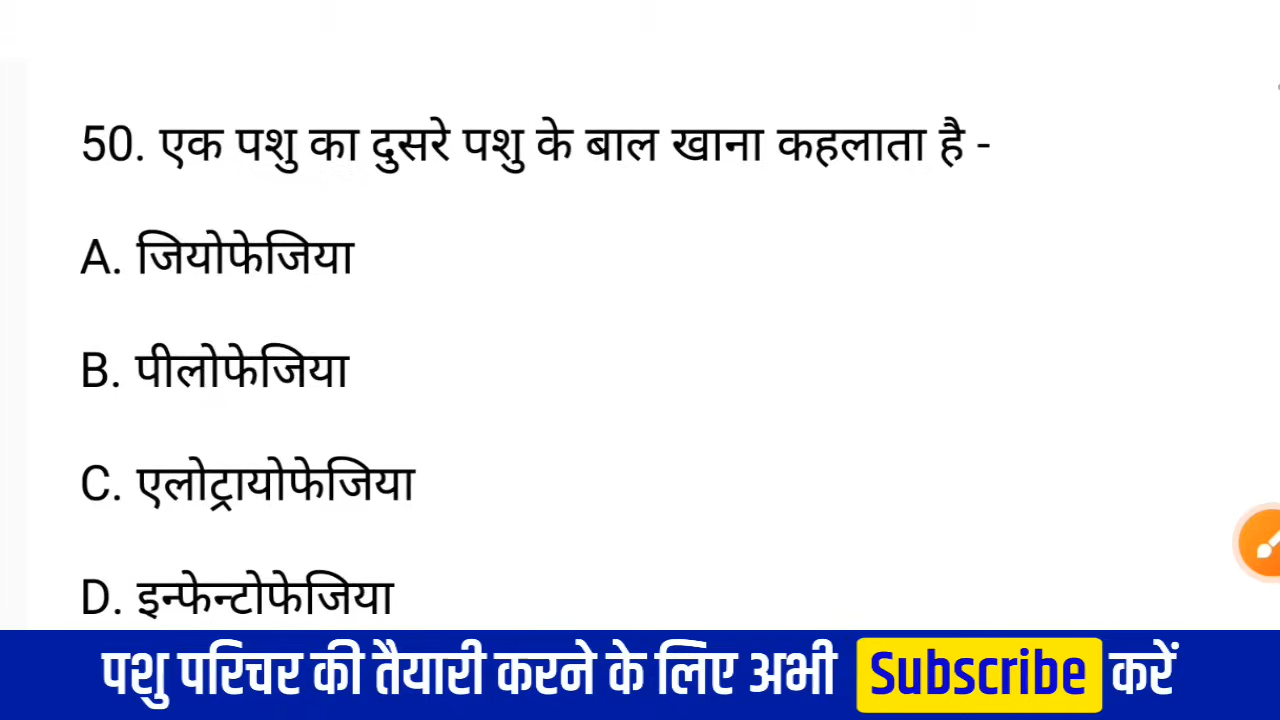 50. एक पशु का दुसरे पशु के बाल खाना कहलाता है -
A. जियोफेजिया
B. पीलोफेजिया
C. एलोट्रायोफेजिया
D. इन्फेन्टोफेजिया
पशु परिचर की तैयारी करने के लिए अभी Subscribe करें